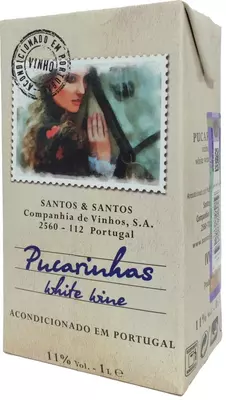 ACONDICIONADO EM PORTUGAL
VINHO
SANTOS & SANTOS
Companhia de Vinhos, S.A.
2560 - 112 Portugal
Pucarinhas
white wine
ACONDICIONADO EM PORTUGAL
11% Vol. - 1L e